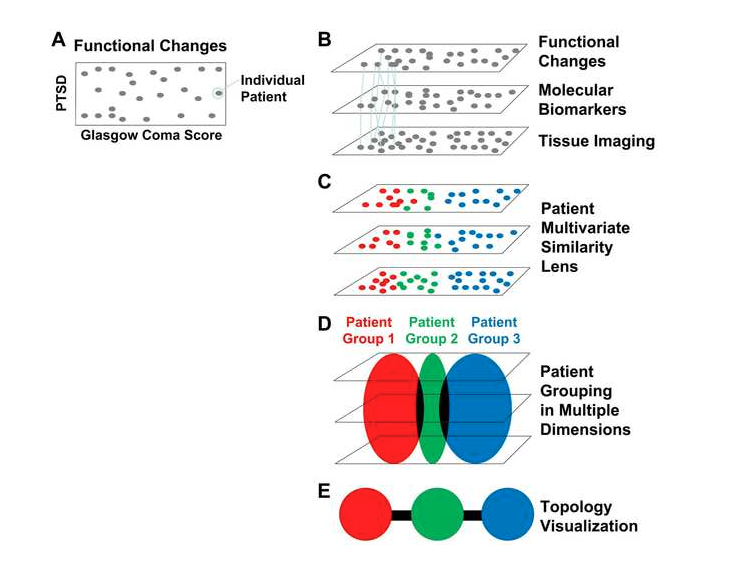 A
Functional Changes
PTSD
Individual
Patient
Glasgow Coma Score
B
Functional
Changes
Molecular
Biomarkers
Tissue Imaging
C
Patient
Multivariate
Similarity
Lens
D
Patient
Group 1
Patient
Group 2
Patient
Group 3
Patient
Grouping
in Multiple
Dimensions
E
Topology
Visualization